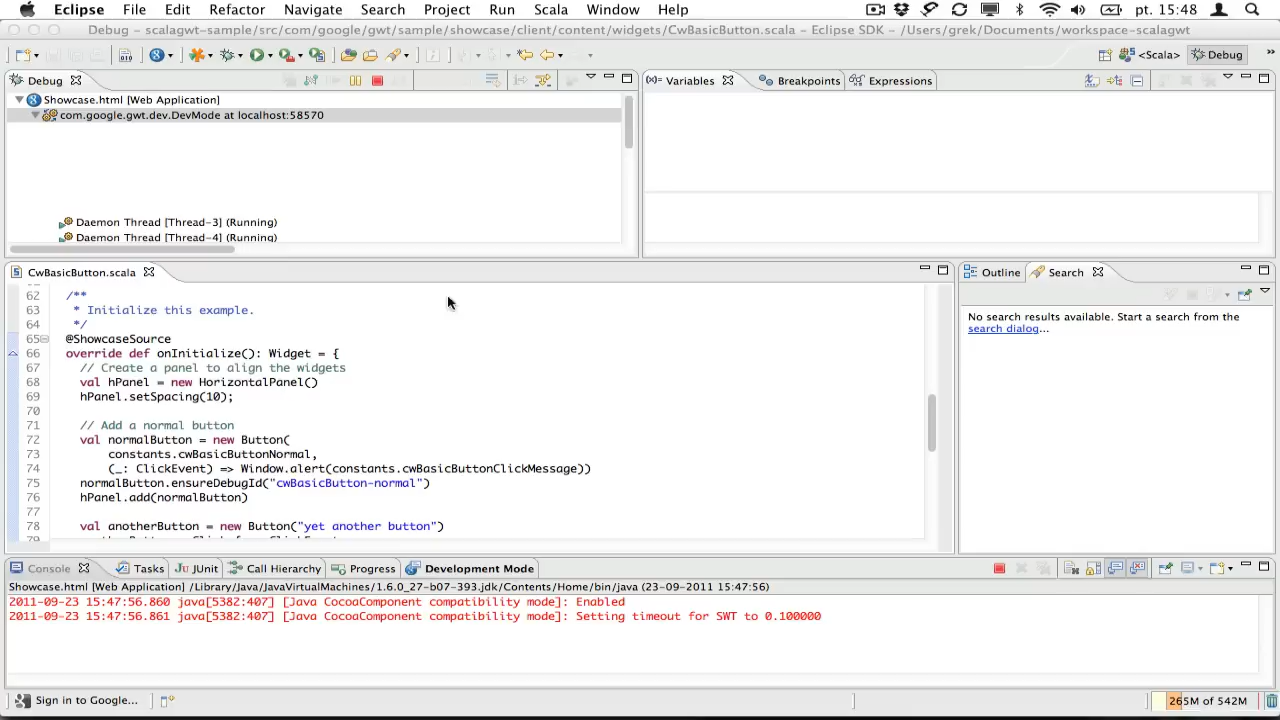 Eclipse File Edit Refactor Navigate Search Project Run Scala Window Help pt. 15:48
Debug - scalagwt-sample/src/com/google/gwt/sample/showcase/client/content/widgets/CwBasicButton.scala - Eclipse SDK - /Users/grek/Documents/workspace-scalagwt
<Scala> Debug
Debug
Showcase.html [Web Application]
com.google.gwt.dev.DevMode at localhost:58570
Daemon Thread [Thread-3] (Running)
Daemon Thread [Thread-4] (Running)
Variables Breakpoints Expressions
CwBasicButton.scala
62 /**
63 * Initialize this example.
64 */
65 @ShowcaseSource
66 override def onInitialize(): Widget = {
67 // Create a panel to align the widgets
68 val hPanel = new HorizontalPanel()
69 hPanel.setSpacing(10);
70
71 // Add a normal button
72 val normalButton = new Button(
73 constants.cwBasicButtonNormal,
74 (_: ClickEvent) => Window.alert(constants.cwBasicButtonClickMessage))
75 normalButton.ensureDebugId("cwBasicButton-normal")
76 hPanel.add(normalButton)
77
78 val anotherButton = new Button("yet another button")
Outline Search
No search results available. Start a search from the
search dialog...
Console Tasks JUnit Call Hierarchy Progress Development Mode
Showcase.html [Web Application] /Library/Java/JavaVirtualMachines/1.6.0_27-b07-393.jdk/Contents/Home/bin/java (23-09-2011 15:47:56)
2011-09-23 15:47:56.860 java[5382:407] [Java CocoaComponent compatibility mode]: Enabled
2011-09-23 15:47:56.861 java[5382:407] [Java CocoaComponent compatibility mode]: Setting timeout for SWT to 0.100000
Sign in to Google... 265M of 542M